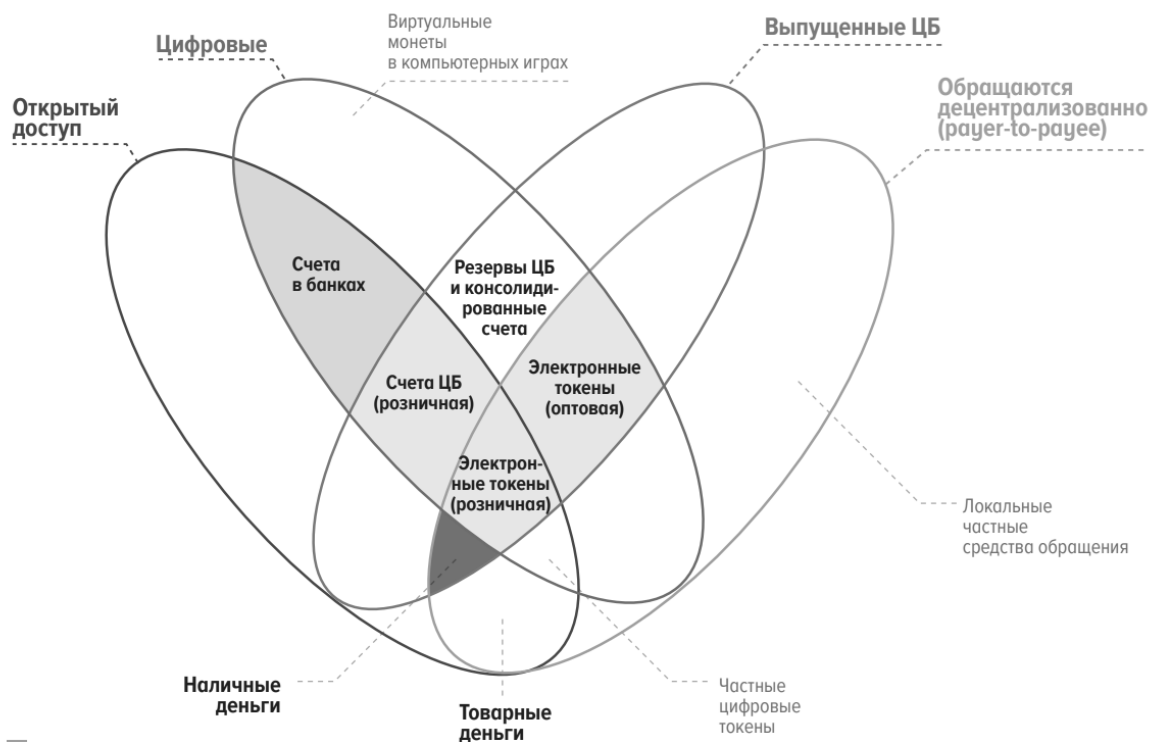 Виртуальные
монеты
в компьютерных играх
Цифровые
Выпущенные ЦБ
Открытый
доступ
Обращаются
децентрализованно
(payer-to-payee)
Счета
в банках
Резервы ЦБ
и консолиди-
рованные
счета
Счета ЦБ
(розничная)
Электронные
токены
(оптовая)
Электрон-
ные токены
(розничная)
Локальные
частные
средства обращения
Наличные
деньги
Товарные
деньги
Частные
цифровые
токены